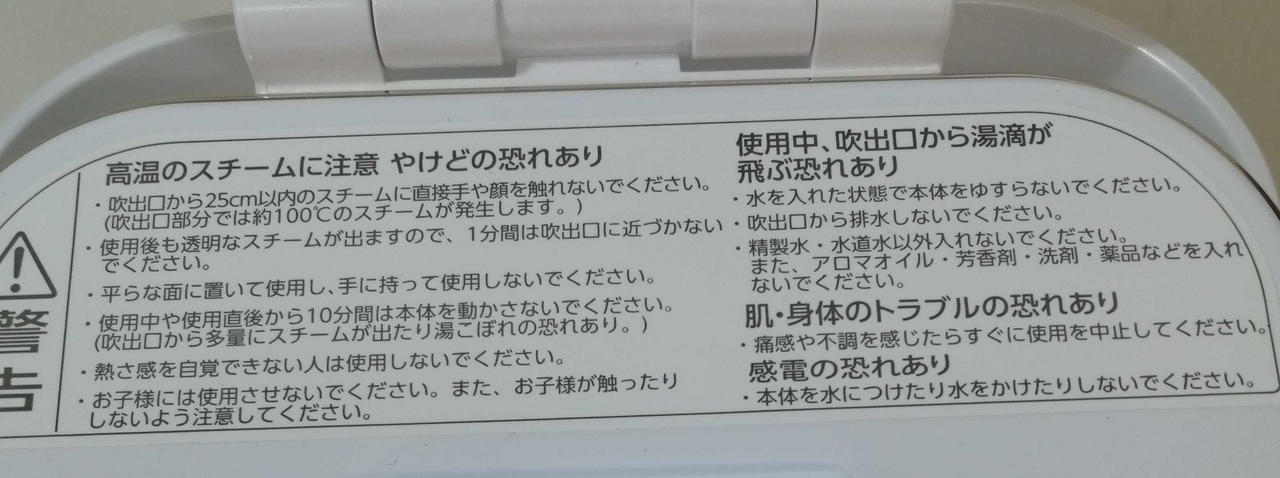 警告
高温のスチームに注意 やけどの恐れあり
・吹出口から25cm以内のスチームに直接手や顔を触れないでください。
(吹出口部分では約100℃のスチームが発生します。)
・使用後も透明なスチームが出ますので、1分間は吹出口に近づかない
でください。
・平らな面に置いて使用し、手に持って使用しないでください。
・使用中や使用直後から10分間は本体を動かさないでください。
(吹出口から多量にスチームが出たり湯こぼれの恐れあり。)
・熱さ感を自覚できない人は使用しないでください。
・お子様には使用させないでください。また、お子様が触ったり
しないよう注意してください。
使用中、吹出口から湯滴が
飛ぶ恐れあり
・水を入れた状態で本体をゆすらないでください。
・吹出口から排水しないでください。
・精製水・水道水以外入れないでください。
また、アロマオイル・芳香剤・洗剤・薬品などを入れ
ないでください。
肌・身体のトラブルの恐れあり
・痛感や不調を感じたらすぐに使用を中止してください。
感電の恐れあり
・本体を水につけたり水をかけたりしないでください。